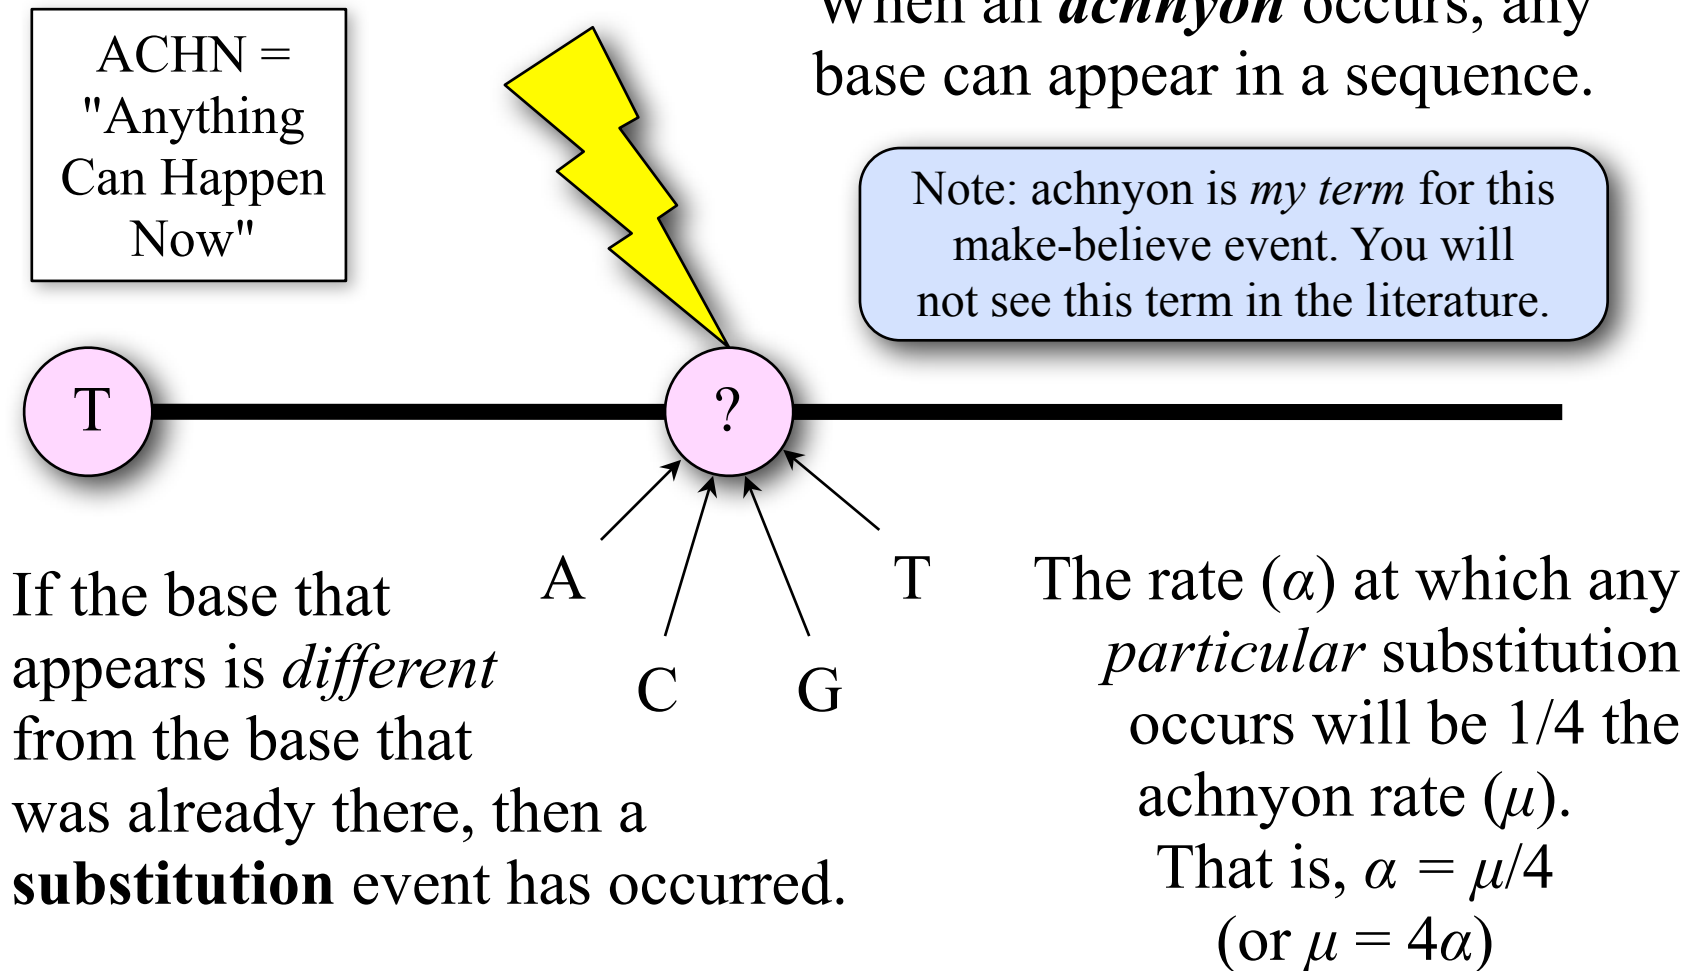 When an achnyon occurs, any
base can appear in a sequence.
ACHN =
"Anything
Can Happen
Now"
Note: achnyon is my term for this
make-believe event. You will
not see this term in the literature.
T
?
A
C
G
T
If the base that
appears is different
from the base that
was already there, then a
substitution event has occurred.
The rate (α) at which any
particular substitution
occurs will be 1/4 the
achnyon rate (μ).
That is, α = μ/4
(or μ = 4α)